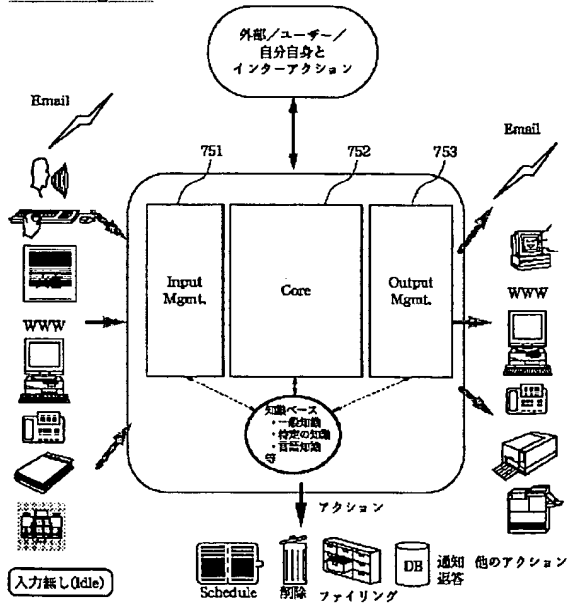 外部／ユーザー／
自分自身と
インターアクション
Email
Email
751
752
753
Input
Mgmt.
Core
Output
Mgmt.
WWW
WWW
知識ベース
・一般知識
・特定の知識
・言語知識
等
アクション
入力無し(Idle)
Schedule
削除
ファイリング
DB
通知
返答
他のアクション